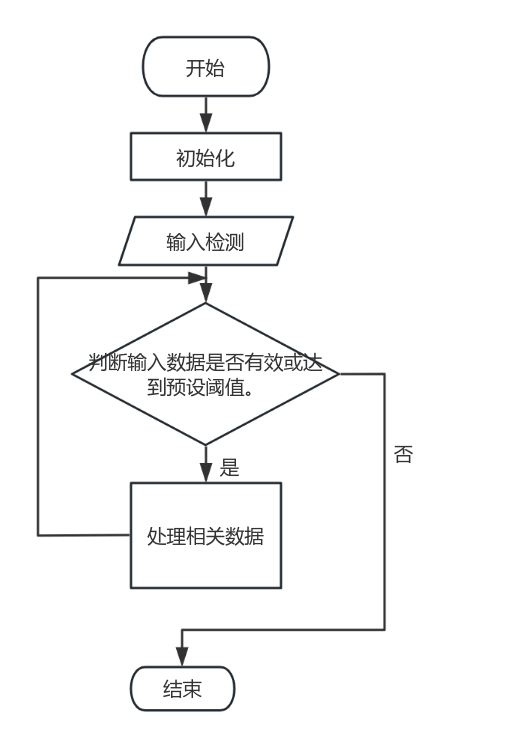 开始
初始化
输入检测
判断输入数据是否有效或达
到预设阈值。
是
否
处理相关数据
结束